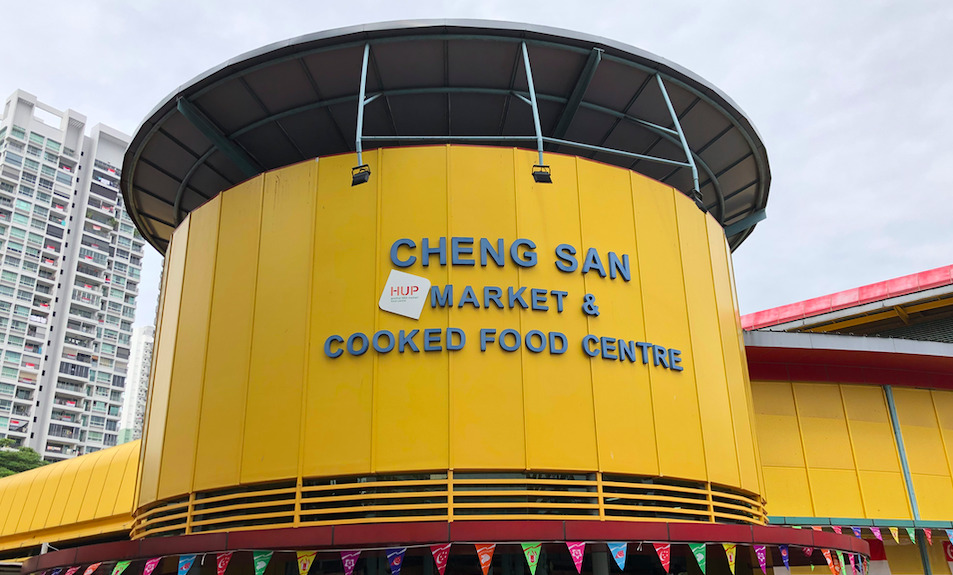 CHENG SAN
HUP
MARKET &
COOKED FOOD CENTRE